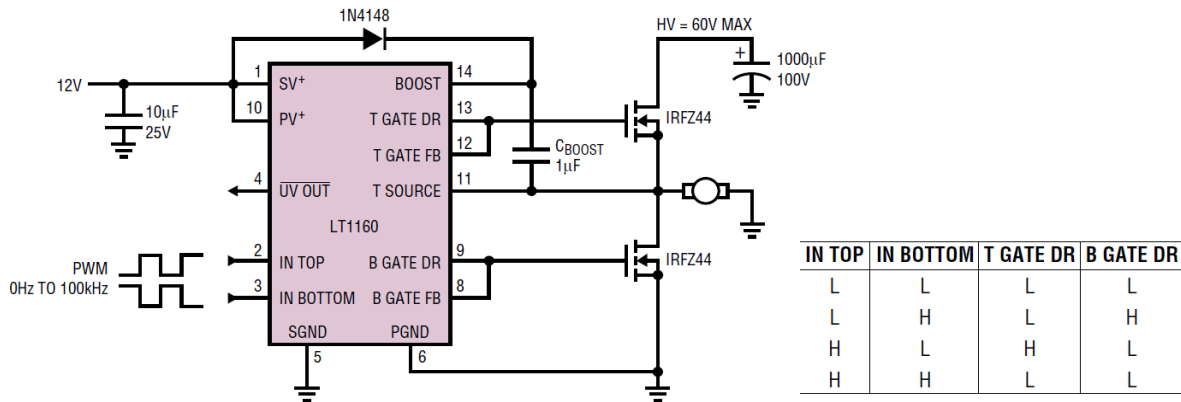 1N4148
HV = 60V MAX
+
1000μF
100V
12V
10μF
25V
1
SV+
10
PV+
4
UV OUT
LT1160
PWM
0Hz TO 100kHz
2
IN TOP
3
IN BOTTOM
SGND
5
PGND
6
BOOST
14
T GATE DR
13
T GATE FB
12
T SOURCE
11
B GATE DR
9
B GATE FB
8
CBOOST
1μF
IRFZ44
IRFZ44
IN TOP IN BOTTOM T GATE DR B GATE DR
L L L L
L H L H
H L H L
H H L L